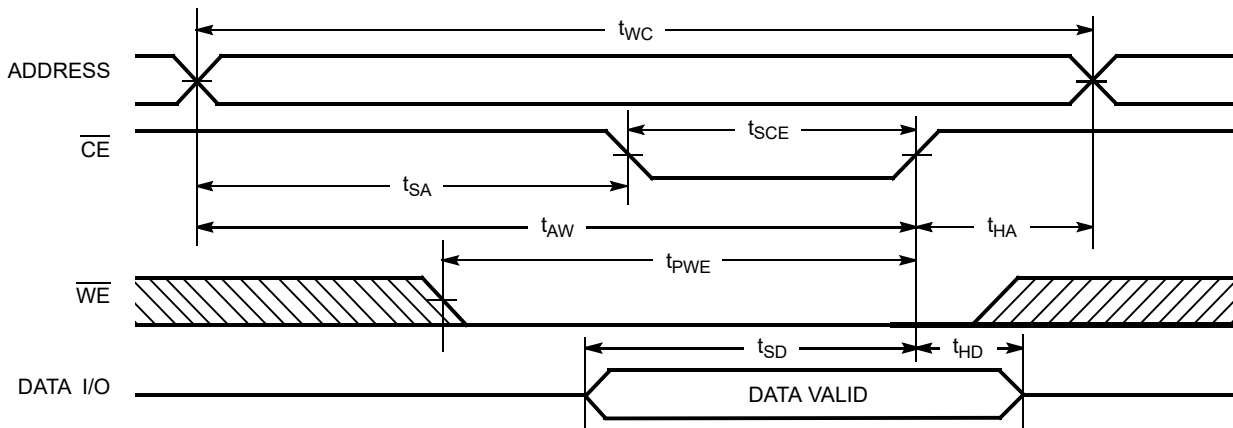 tWC
ADDRESS
tSCE
CE
tSA
tAW
tHA
tPWE
WE
tSD
tHD
DATA I/O
DATA VALID